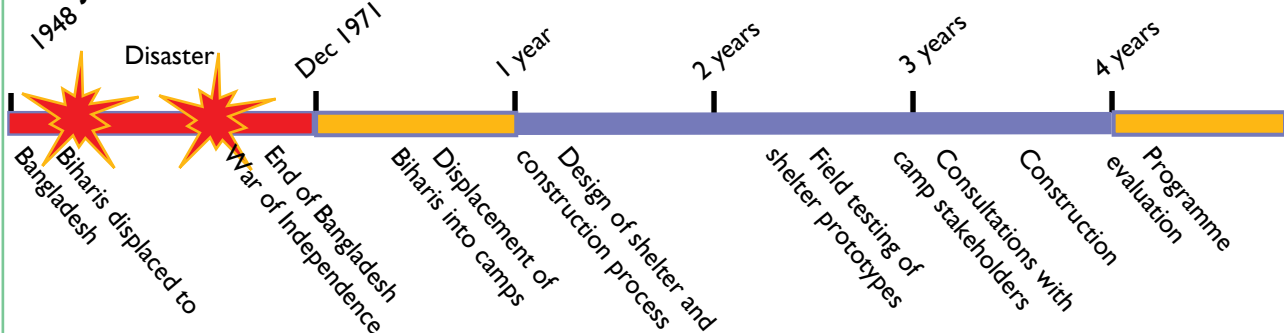 1948
Disaster
Dec 1971
1 year
2 years
3 years
4 years
Biharis displaced to
Bangladesh
End of Bangladesh
War of Independence
Displacement of
Biharis into camps
Design of shelter and
construction process
Field testing of
shelter prototypes
Consultations with
camp stakeholders
Construction
Programme
evaluation